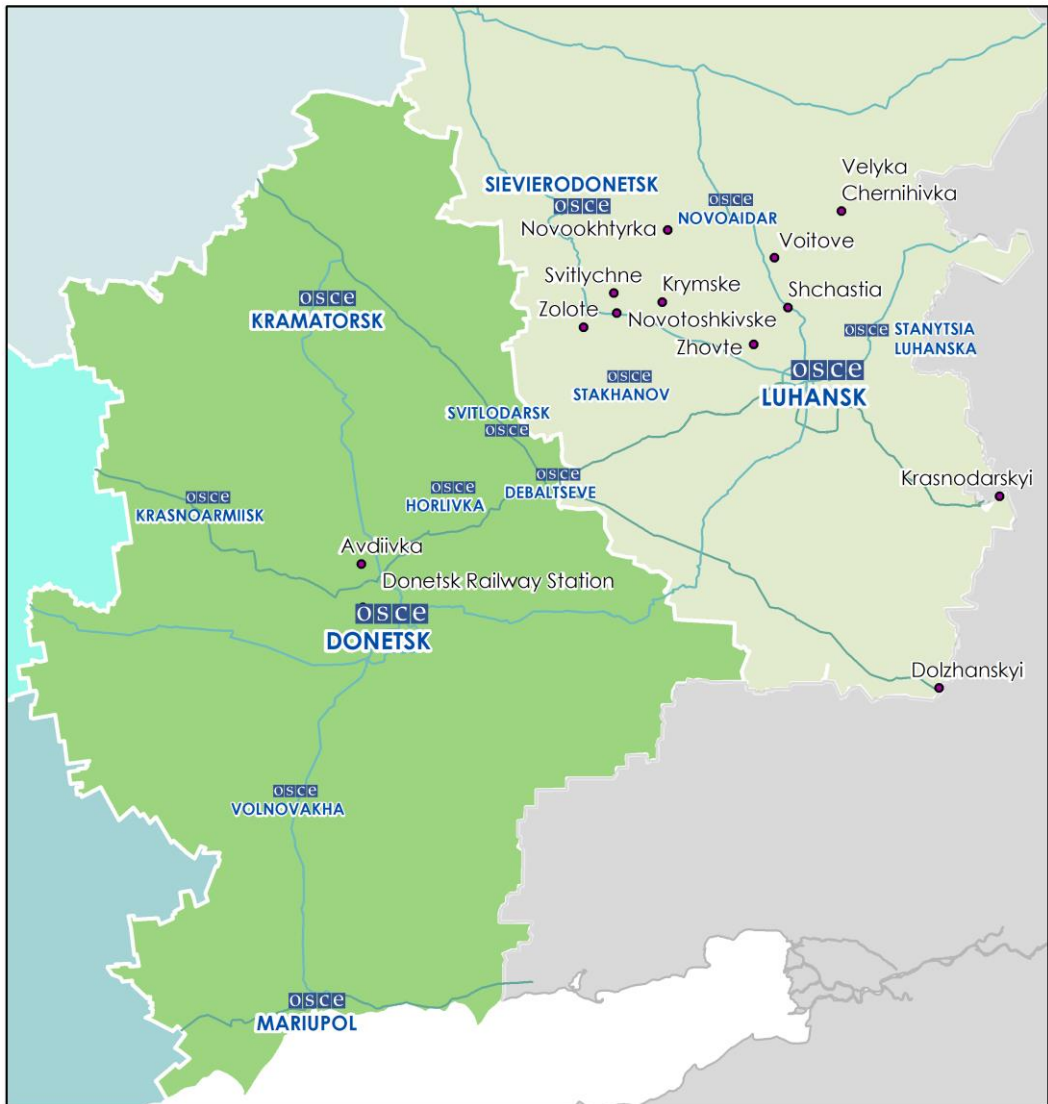 Velyka
Chernihivka
SIEVIERODONETSK
osce
osce
NOVOAIDAR
Novookhtyrka
Voitove
Svitlychne
Krymske
Shchastia
osce
KRAMATORSK
Zolote
Novotoshkivske
osce
STANYTSIA
LUHANSKA
Zhovte
osce
LUHANSK
osce
STAKHANOV
SVITLODARSK
osce
osce
DEBALTSEVE
osce
HORLIVKA
osce
KRASNOARMIISK
Krasnodarskyi
Avdiivka
Donetsk Railway Station
osce
DONETSK
Dolzhanskyi
osce
VOLNOVAKHA
osce
MARIUPOL